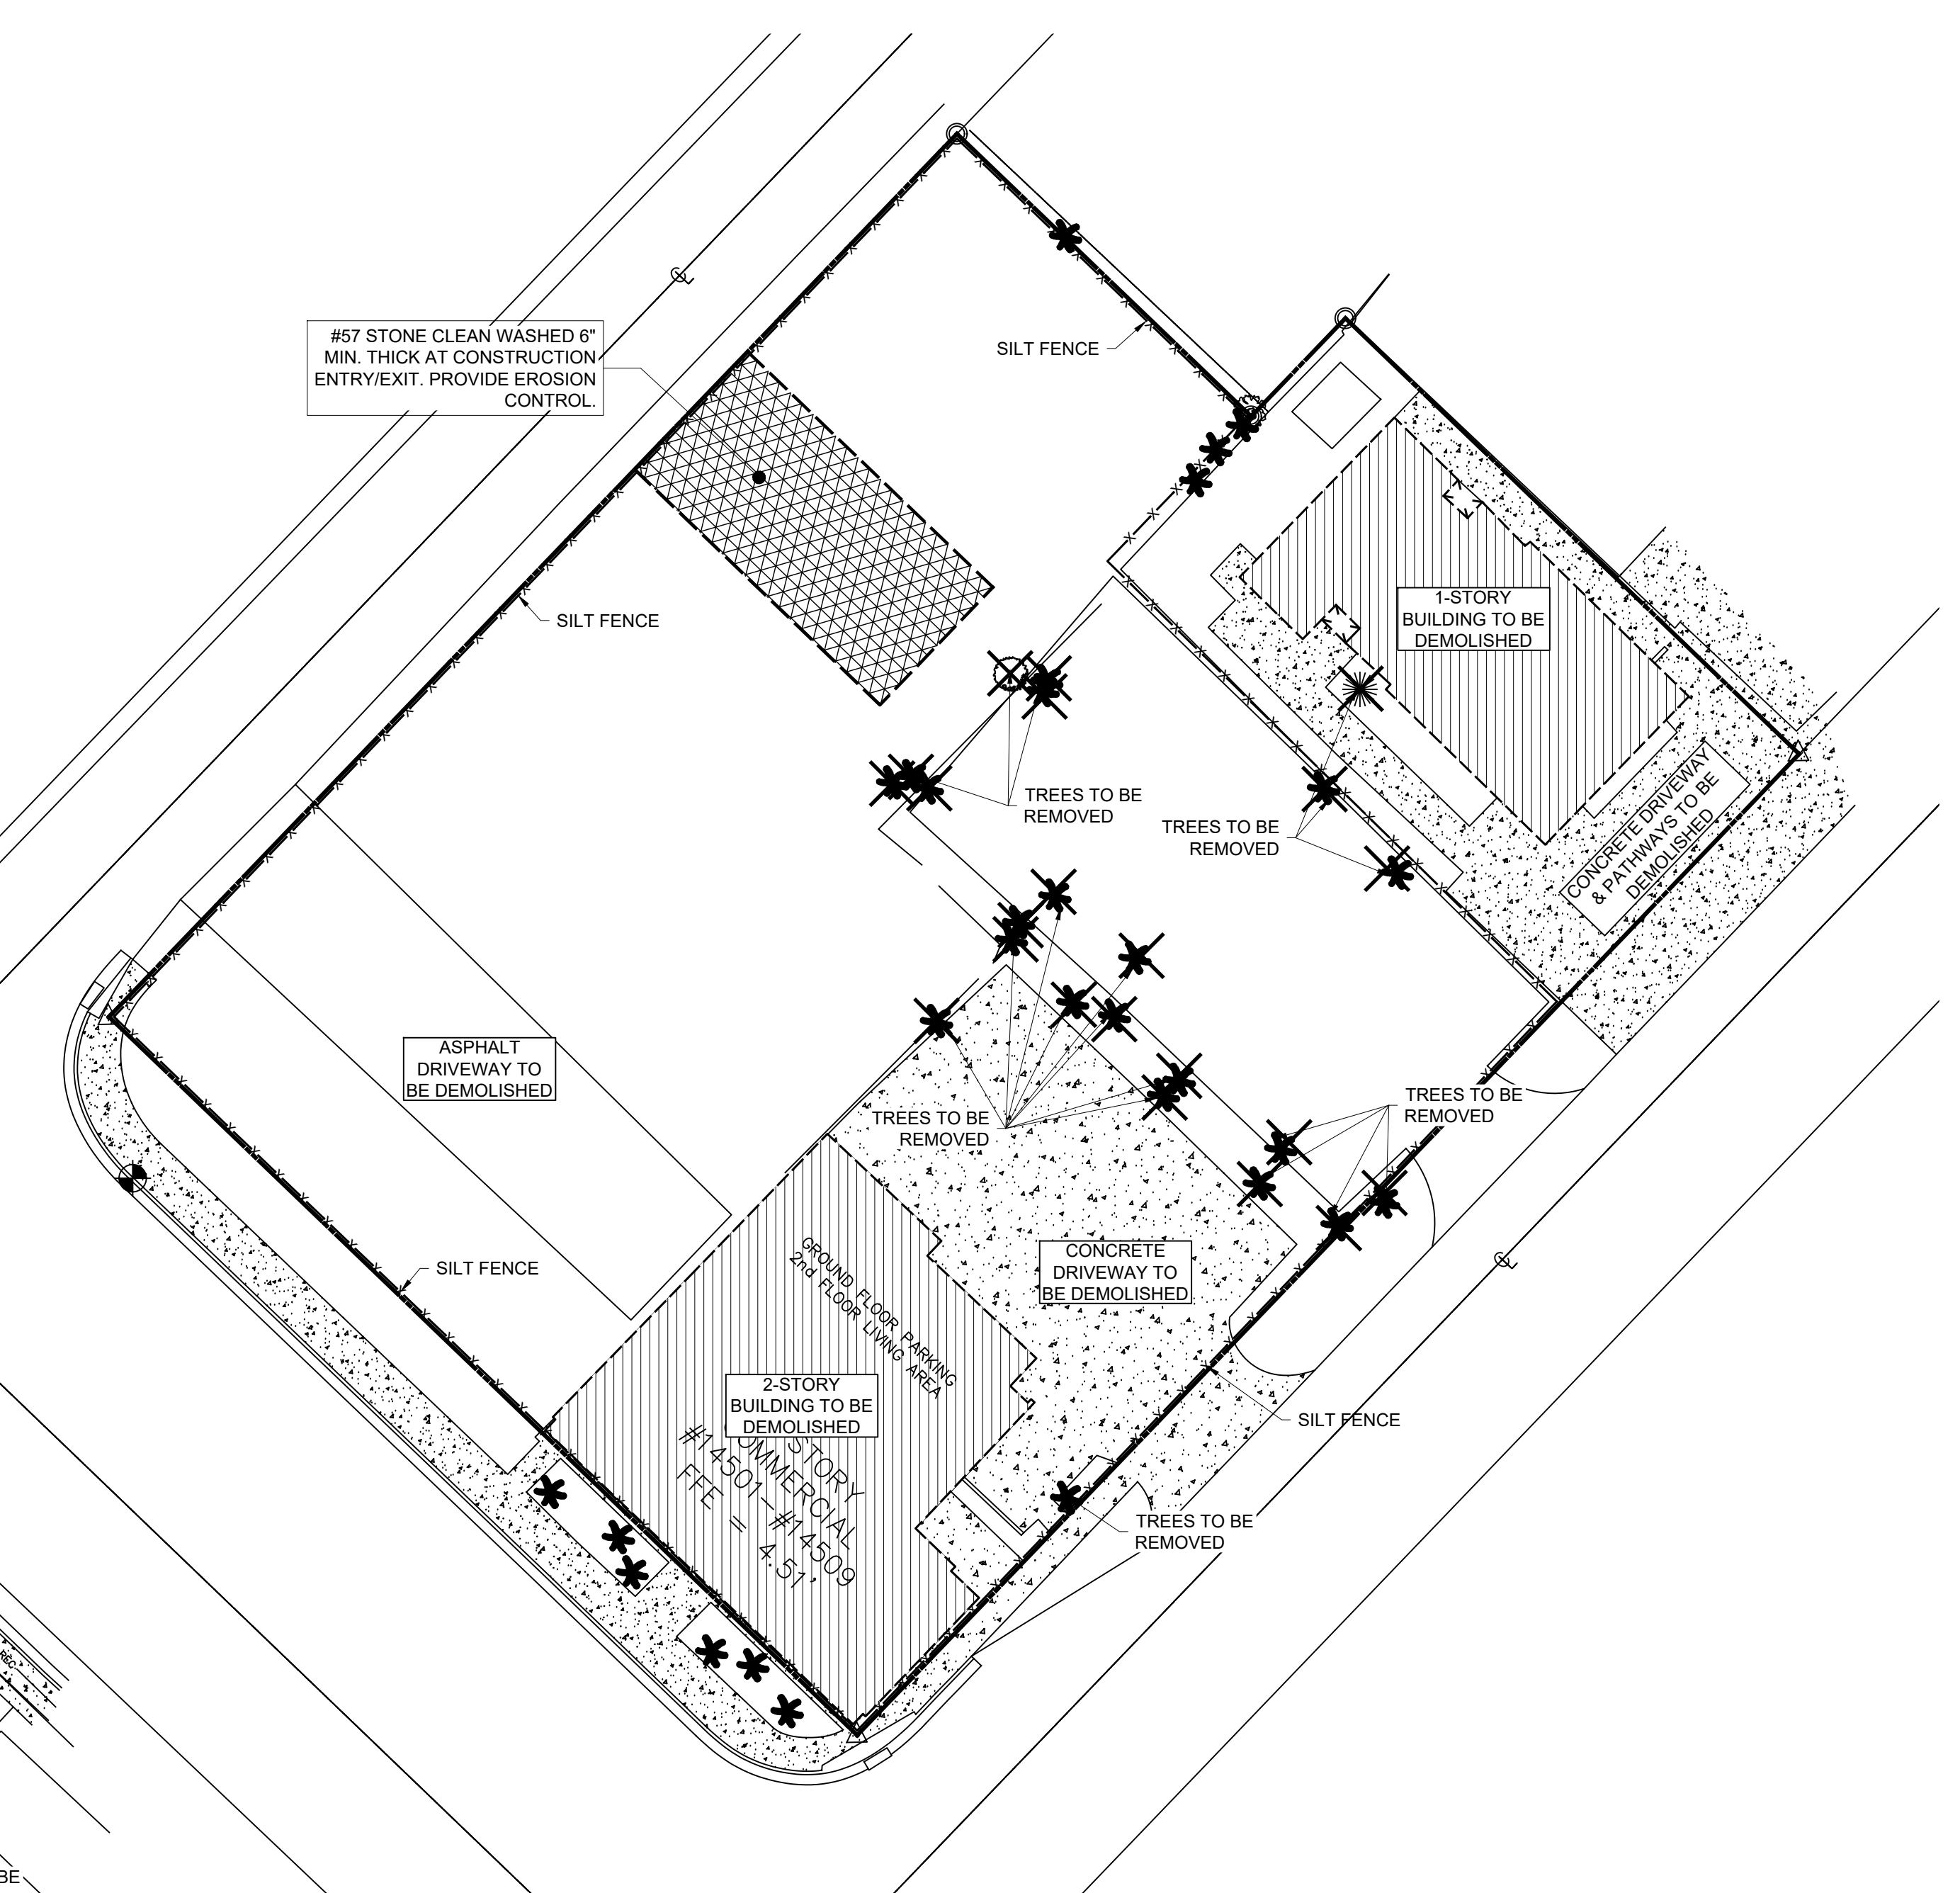 #57 STONE CLEAN WASHED 6"
MIN. THICK AT CONSTRUCTION
ENTRY/EXIT. PROVIDE EROSION
CONTROL.
SILT FENCE
SILT FENCE
1-STORY
BUILDING TO BE
DEMOLISHED
TREES TO BE
REMOVED
TREES TO BE
REMOVED
CONCRETE DRIVEWAY
& PATHWAYS TO BE
DEMOLISHED
ASPHALT
DRIVEWAY TO
BE DEMOLISHED
TREES TO BE
REMOVED
TREES TO BE
REMOVED
SILT FENCE
GROUND FLOOR PARKING
2nd FLOOR LIVING AREA
CONCRETE
DRIVEWAY TO
BE DEMOLISHED
2-STORY
BUILDING TO BE
DEMOLISHED
STORY
OMMERCIAL
#14501-#14509
FFE = 4.51'
SILT FENCE
TREES TO BE
REMOVED
REC
BE